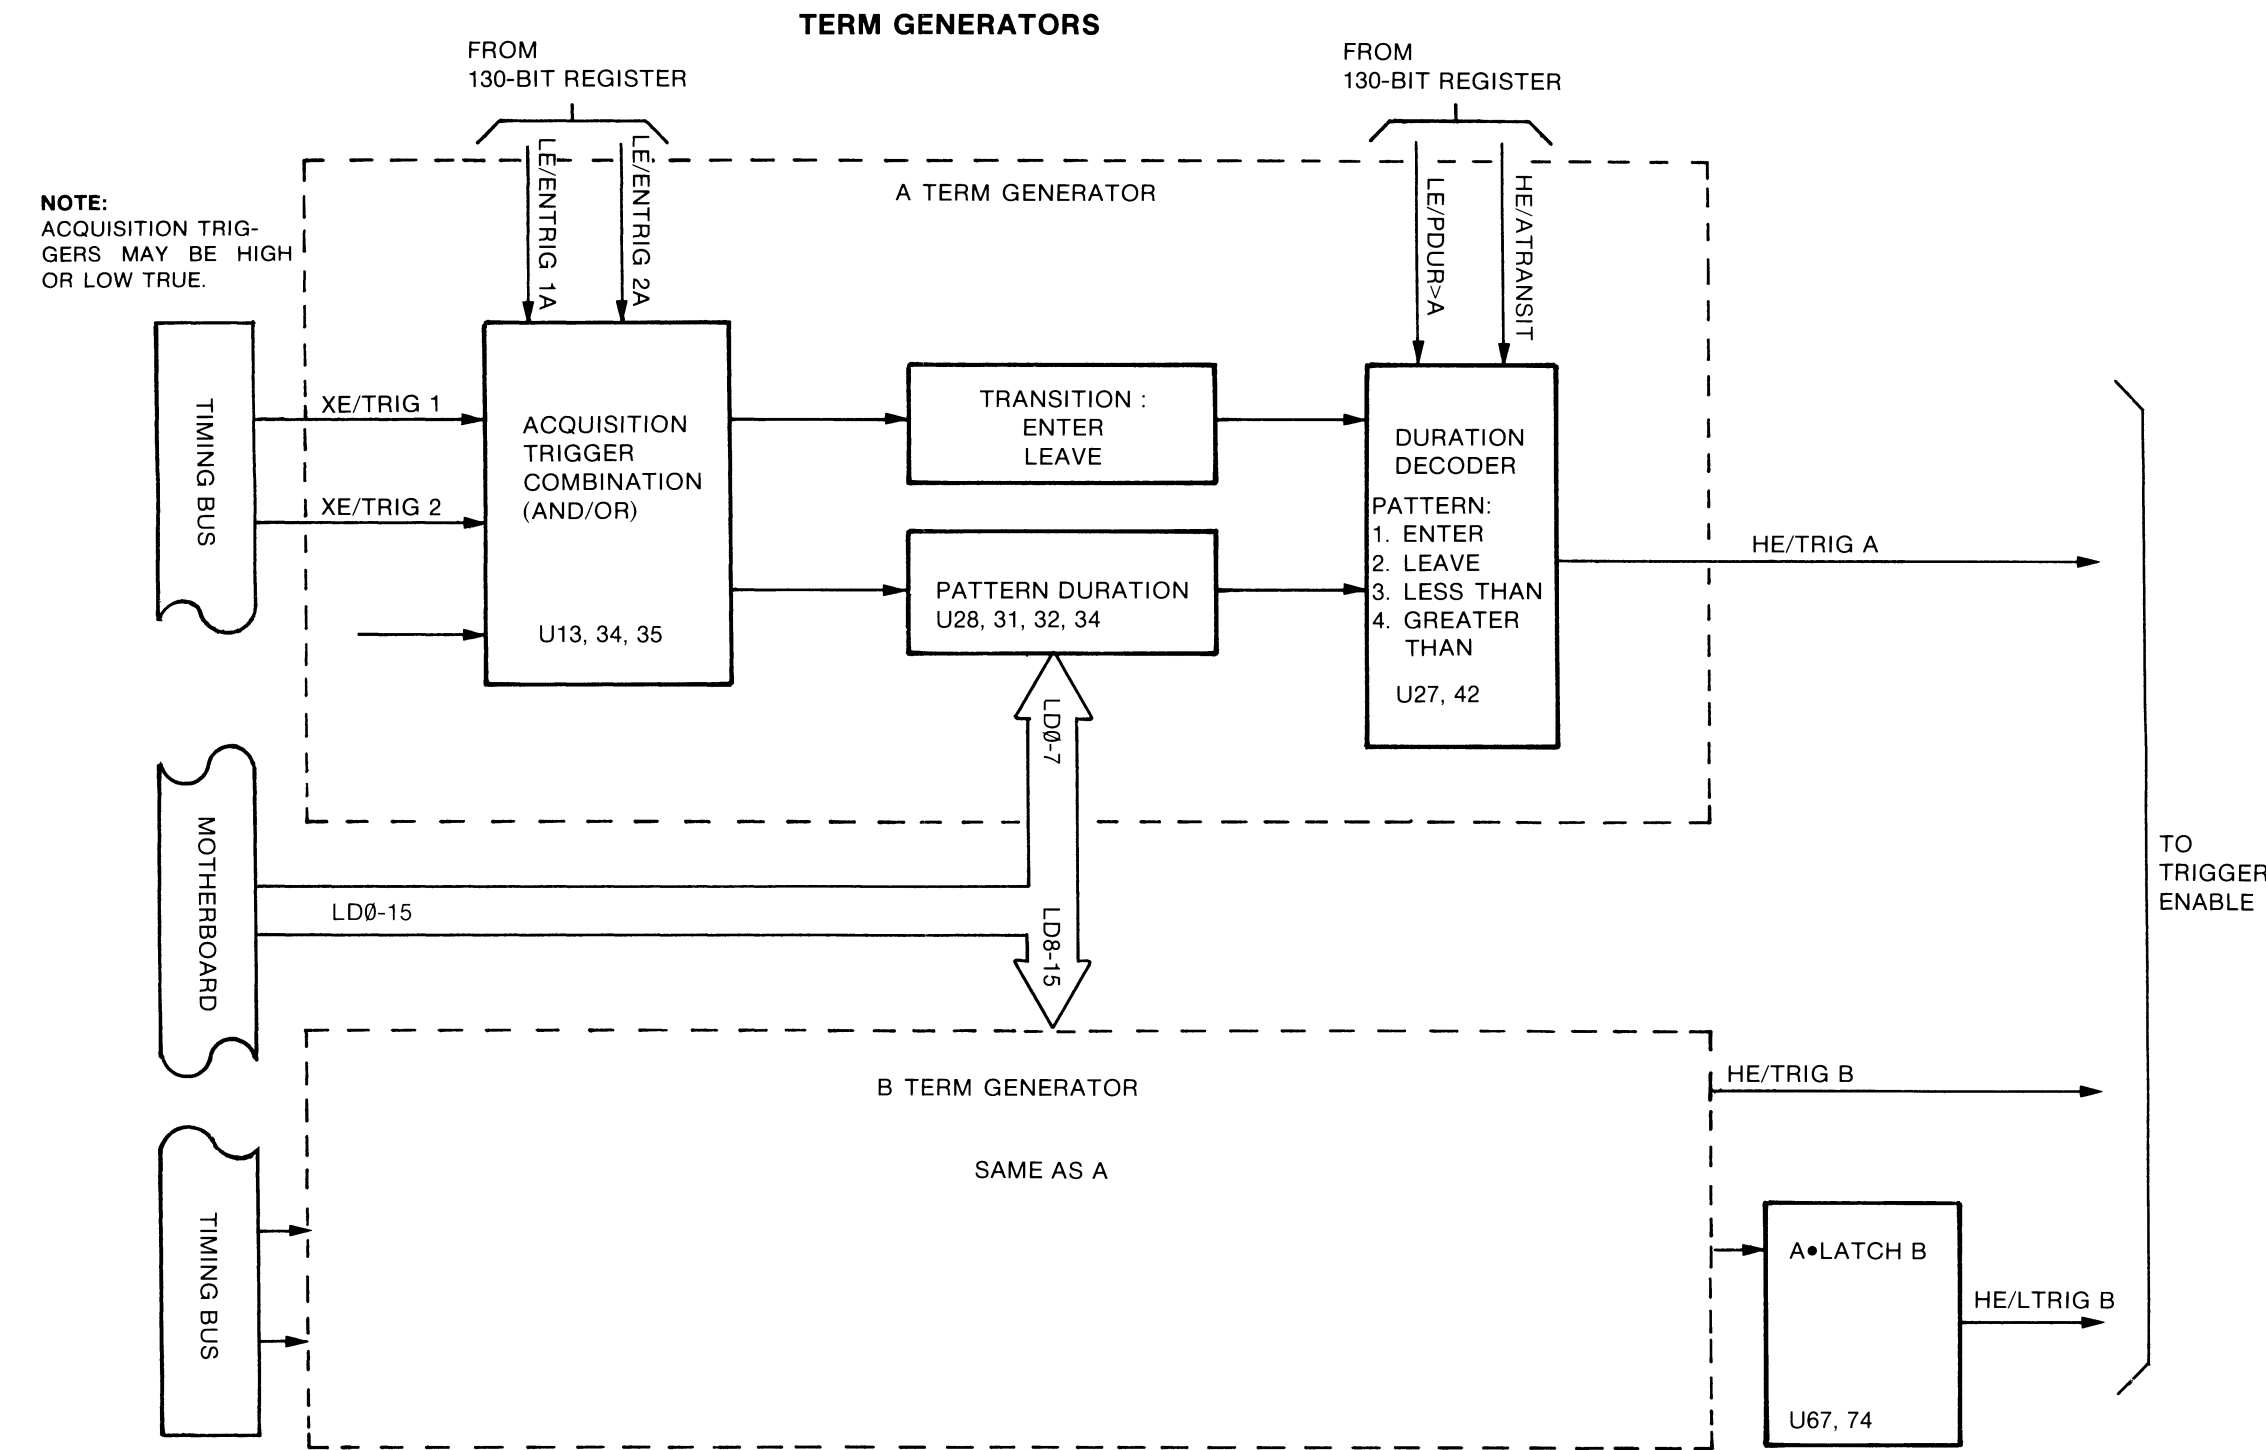 TERM GENERATORS
FROM
130-BIT REGISTER
FROM
130-BIT REGISTER
LE/ENTRIG 1A
LE/ENTRIG 2A
A TERM GENERATOR
LE/PDUR>A
HE/ATRANSIT
NOTE:
ACQUISITION TRIG-
GERS MAY BE HIGH
OR LOW TRUE.
TIMING BUS
XE/TRIG 1
XE/TRIG 2
ACQUISITION
TRIGGER
COMBINATION
(AND/OR)
U13, 34, 35
TRANSITION :
ENTER
LEAVE
PATTERN DURATION
U28, 31, 32, 34
DURATION
DECODER
PATTERN:
1. ENTER
2. LEAVE
3. LESS THAN
4. GREATER
THAN
U27, 42
HE/TRIG A
LDØ-7
MOTHERBOARD
LDØ-15
LD8-15
TO
TRIGGER
ENABLE
B TERM GENERATOR
SAME AS A
HE/TRIG B
TIMING BUS
A•LATCH B
U67, 74
HE/LTRIG B